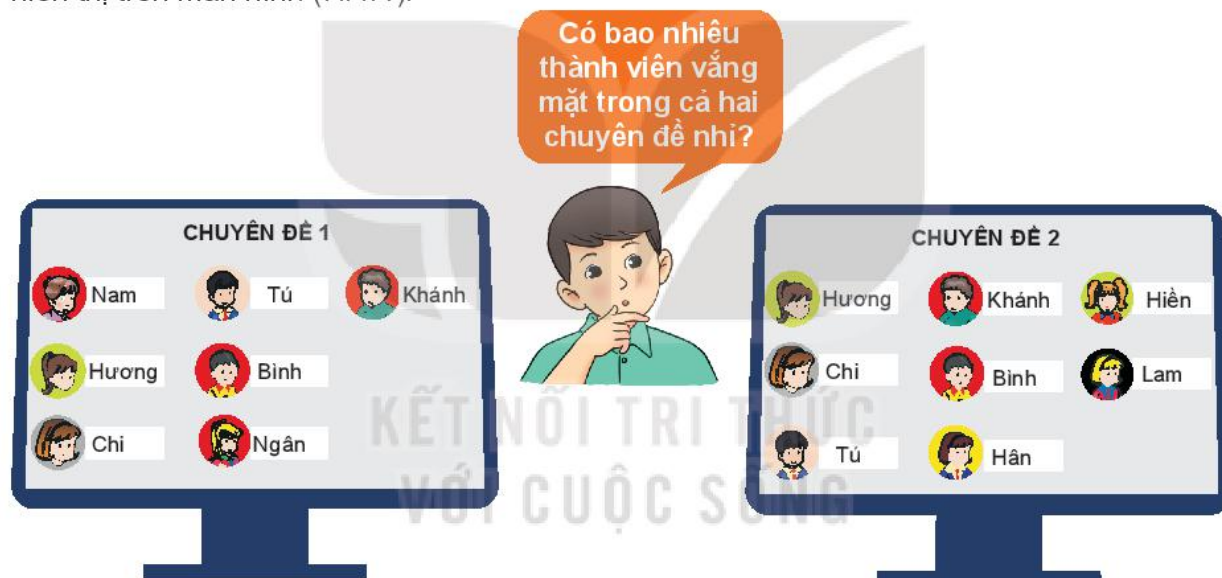 Có bao nhiêu
thành viên vắng
mặt trong cả hai
chuyên đề nhỉ?
CHUYÊN ĐỀ 1
Nam Tú Khánh
Hương Bình
Chi Ngân
CHUYÊN ĐỀ 2
Hương Khánh Hiền
Chi Bình Lam
Tú Hân
KẾT NỐI TRI THỨC
VỚI CUỘC SỐNG